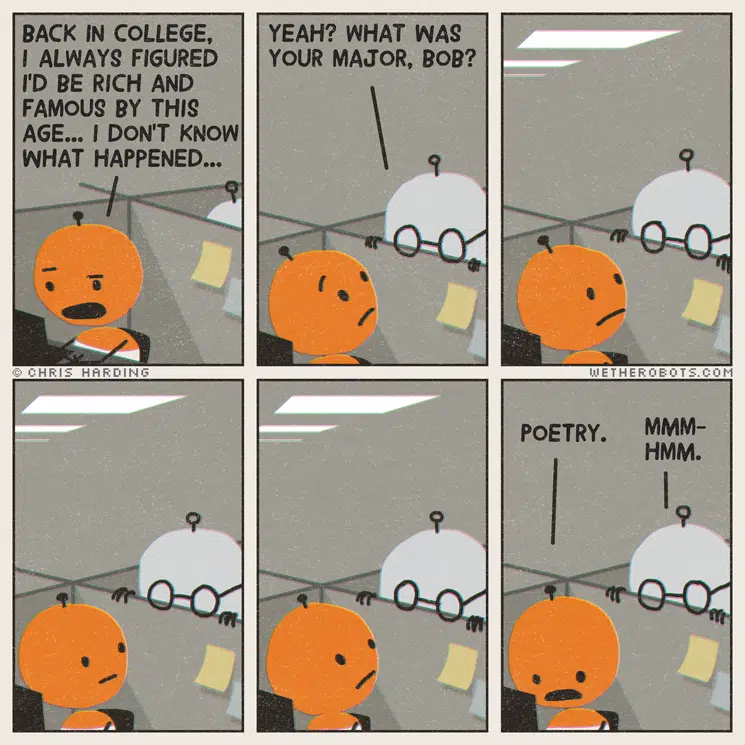 BACK IN COLLEGE,
I ALWAYS FIGURED
I'D BE RICH AND
FAMOUS BY THIS
AGE... I DON'T KNOW
WHAT HAPPENED...
YEAH? WHAT WAS
YOUR MAJOR, BOB?
© CHRIS HARDING
WETHEROBOTS.COM
POETRY.
MMM-
HMM.